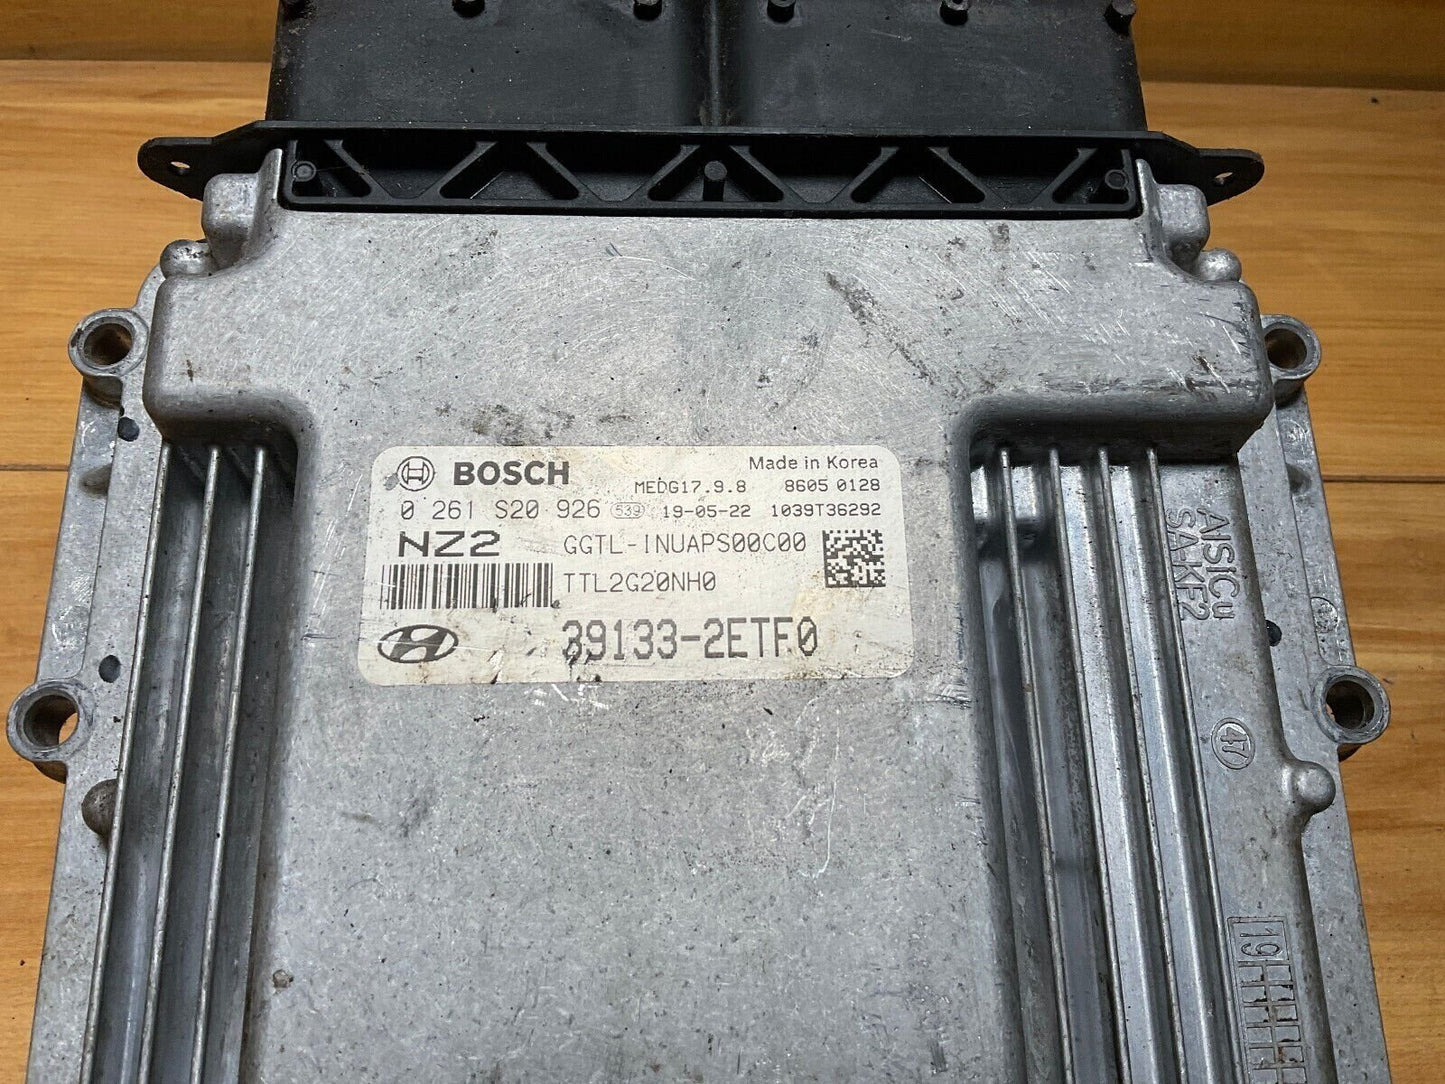 BOSCH
Made in Korea
MEDG17.9.8 8605 0128
0 261 S20 926 539 19-05-22 1039T36292
NZ2 GGTL-INUAPS00C00
TTL2G20NH0
39133-2ETF0
AlSiCu
SAKF2
47
19